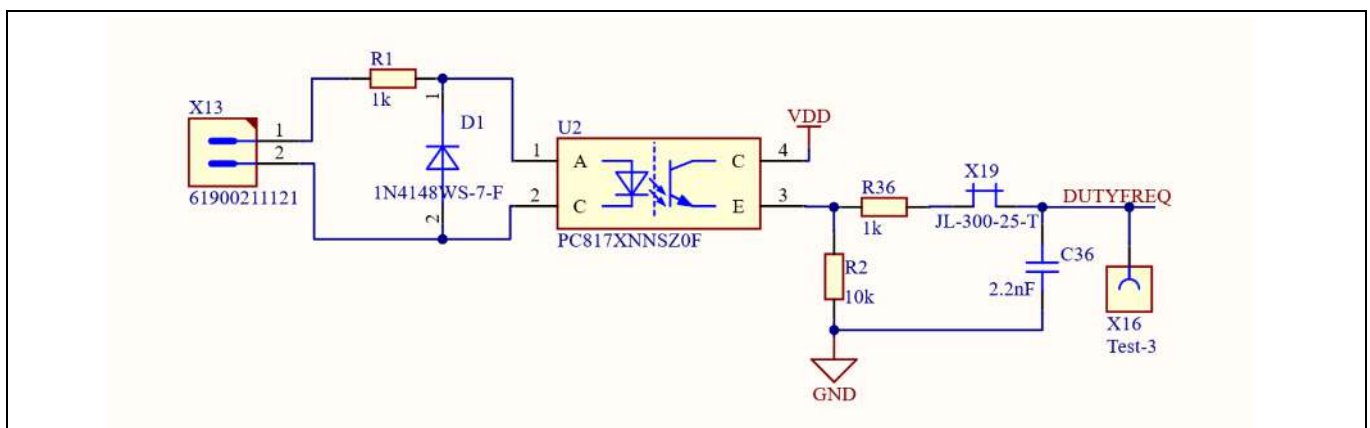 R1
1k
X13
1
2
61900211121
1
D1
1N4148WS-7-F
2
U2
1
A
2
C
C
4
E
3
PC817XNNSZ0F
VDD
R36
1k
X19
JL-300-25-T
DUTYFREQ
R2
10k
C36
2.2nF
X16
Test-3
GND